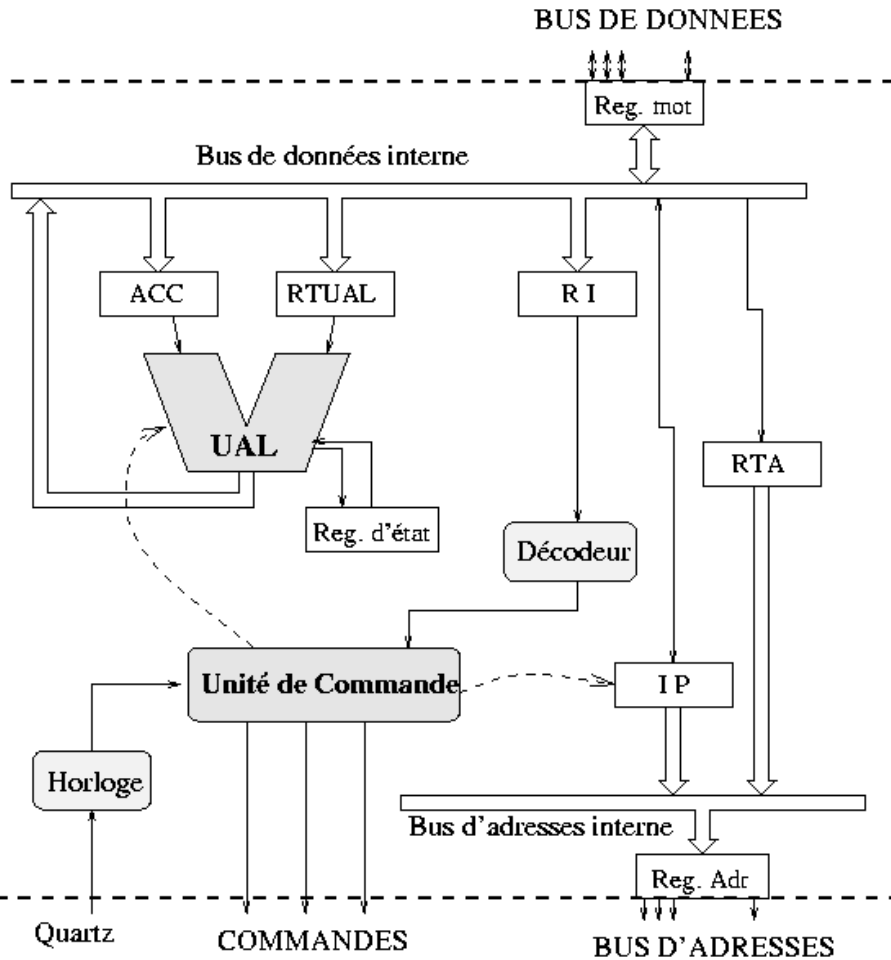 BUS DE DONNEES
Reg. mot
Bus de données interne
ACC
RTUAL
R I
UAL
RTA
Reg. d'état
Décodeur
Unité de Commande
I P
Horloge
Bus d'adresses interne
Reg. Adr
Quartz
COMMANDES
BUS D'ADRESSES